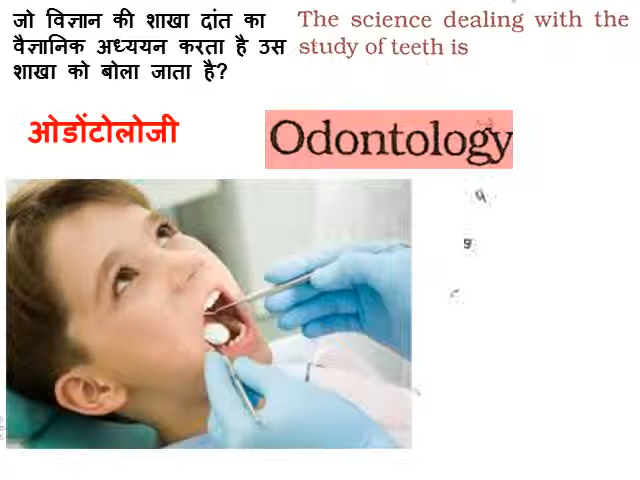 जो विज्ञान की शाखा दांत का
वैज्ञानिक अध्ययन करता है उस
शाखा को बोला जाता है?
The science dealing with the
study of teeth is
ओडोंटोलोजी
Odontology